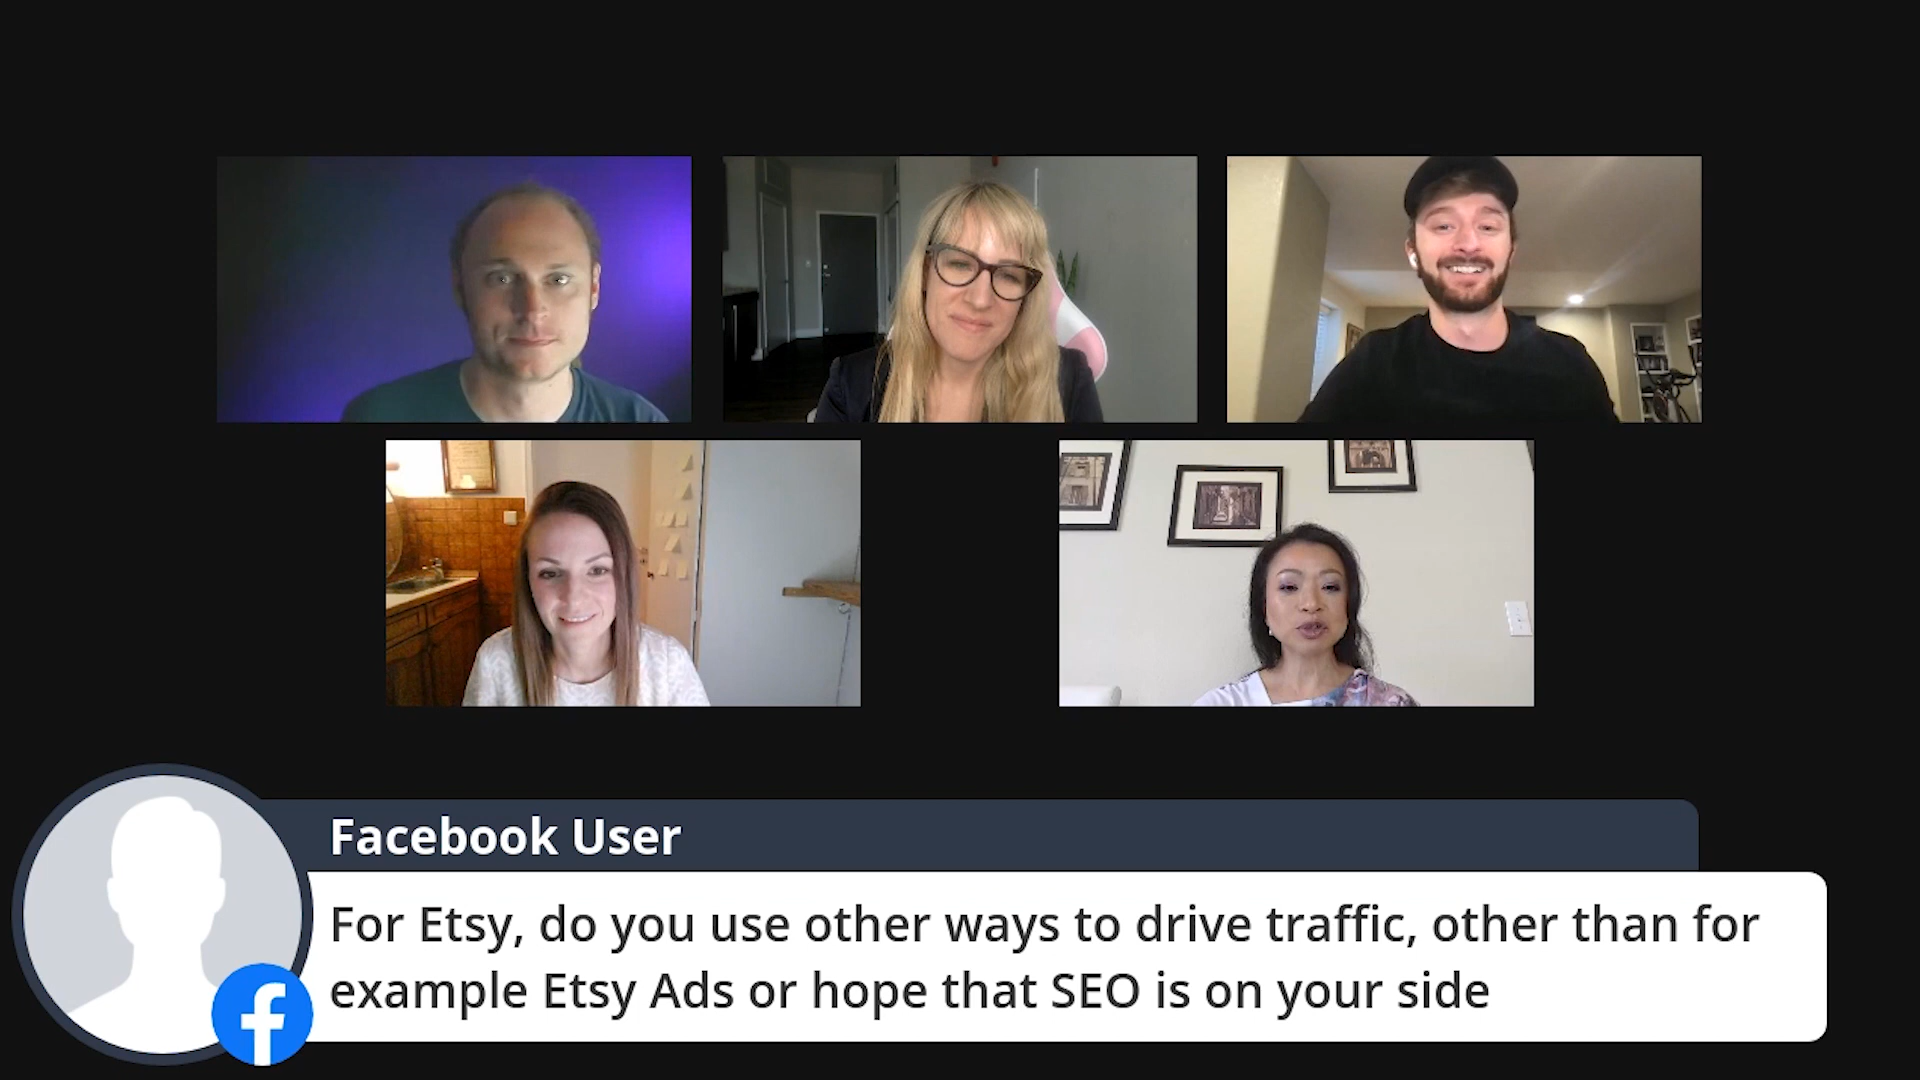 Facebook User
For Etsy, do you use other ways to drive traffic, other than for
example Etsy Ads or hope that SEO is on your side